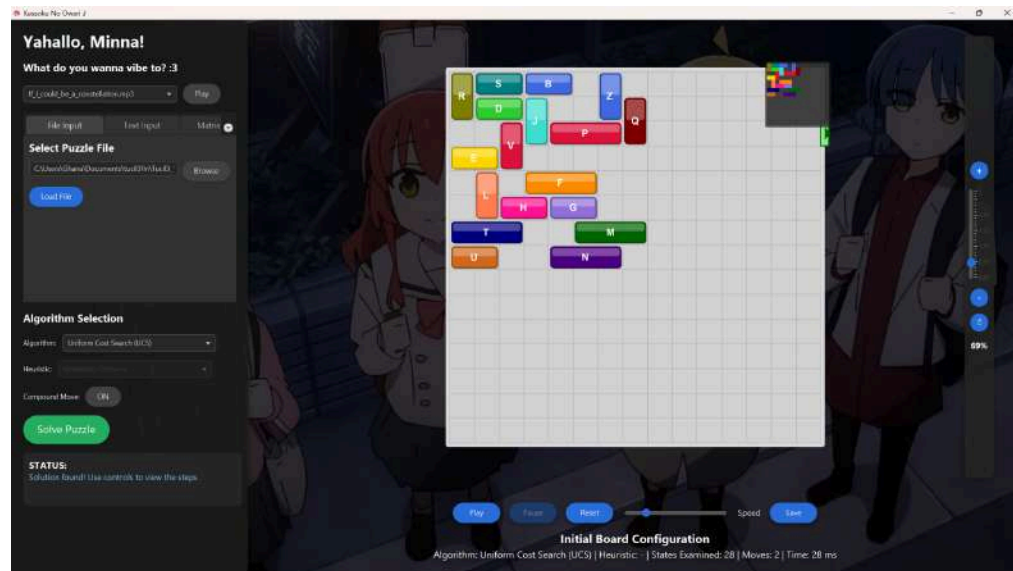 Kessoku No Owari 2
Yahallo, Minna!
What do you wanna vibe to? :3
Play
File Input Text Input Matrix
Select Puzzle File
Browse
Load File
Algorithm Selection
Algorithm: Uniform Cost Search (UCS)
Heuristic:
Compound Move: ON
Solve Puzzle
STATUS:
Solution found! Use controls to view the steps
R S B Z
D J Q
V P
E
L F
H G
T M
U N
59%
Play Pause Reset Speed Save
Initial Board Configuration
Algorithm: Uniform Cost Search (UCS) | Heuristic: - | States Examined: 28 | Moves: 2 | Time: 28 ms